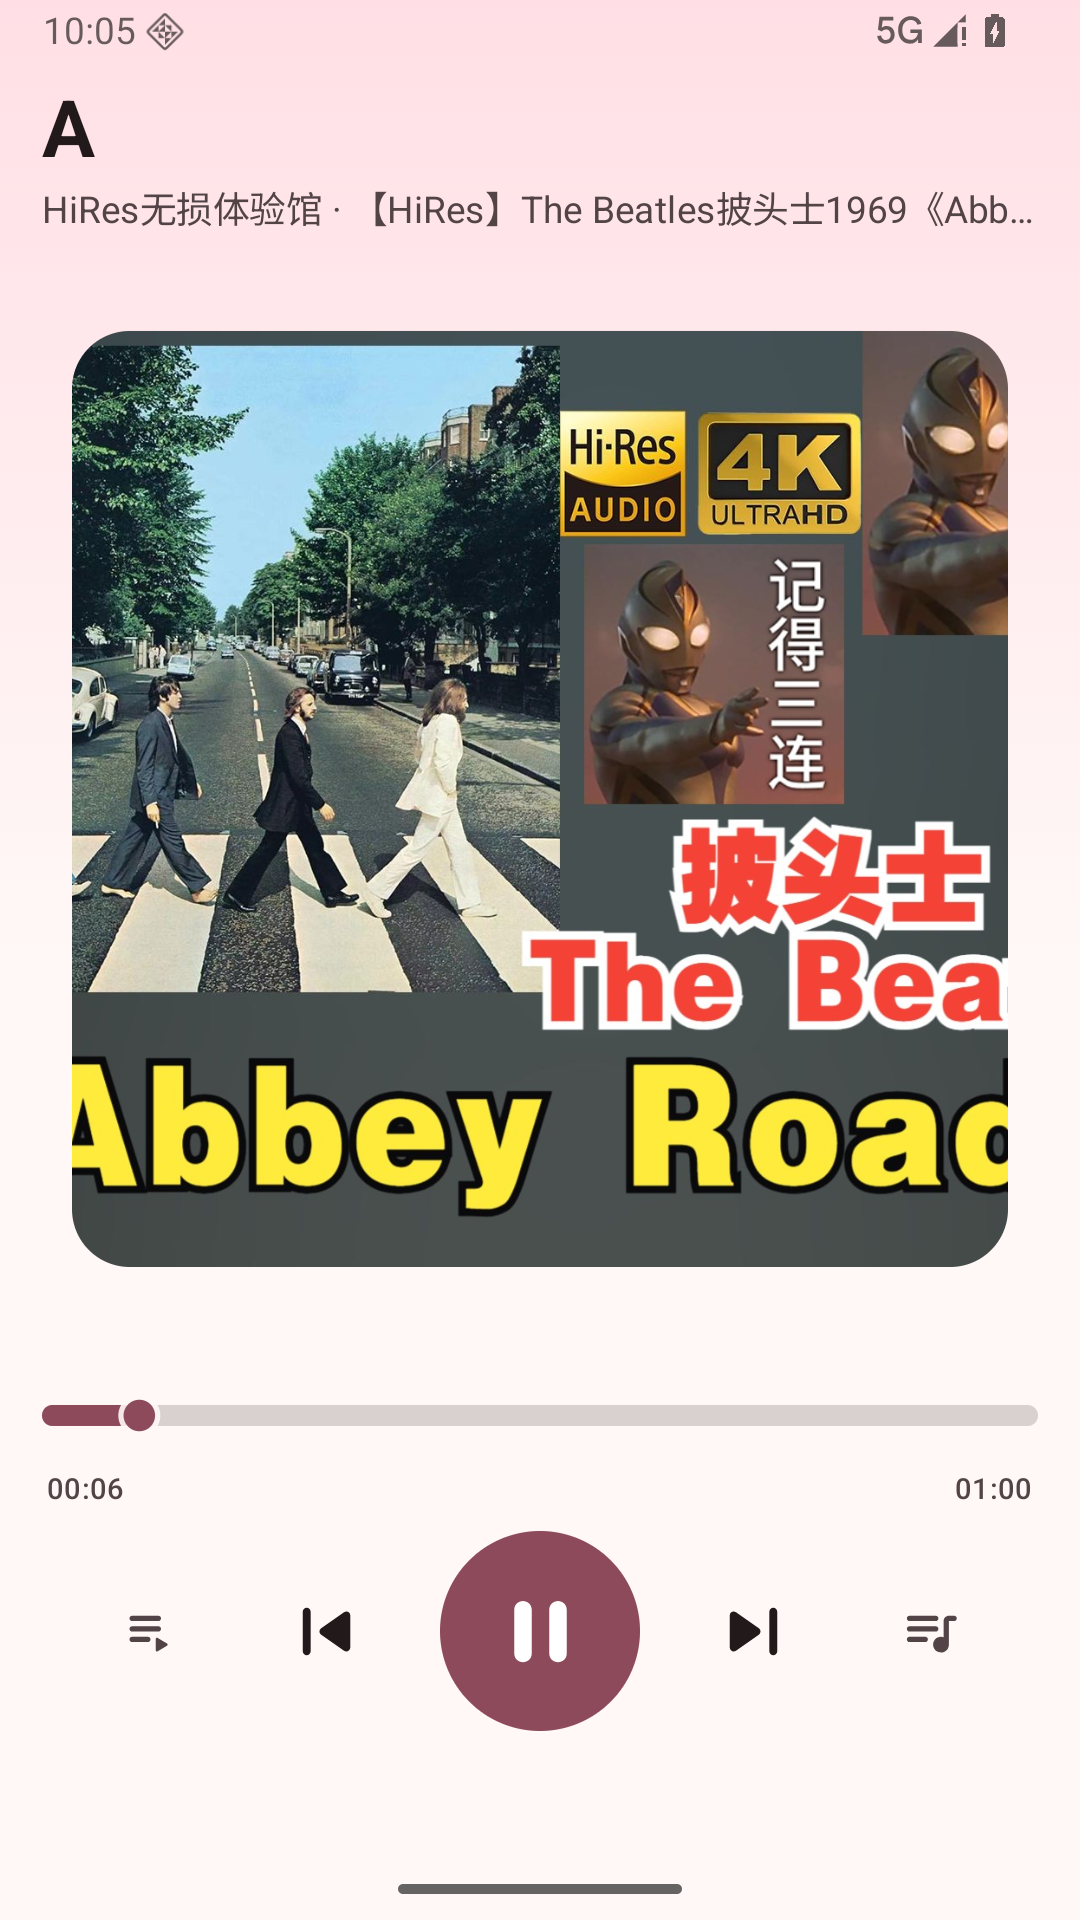 10:05
5G
A
HiRes无损体验馆 · 【HiRes】The Beatles披头士1969《Abb...
Hi-Res
AUDIO
4K
ULTRAHD
记得三连
披头士
The Bea
Abbey Road
00:06
01:00